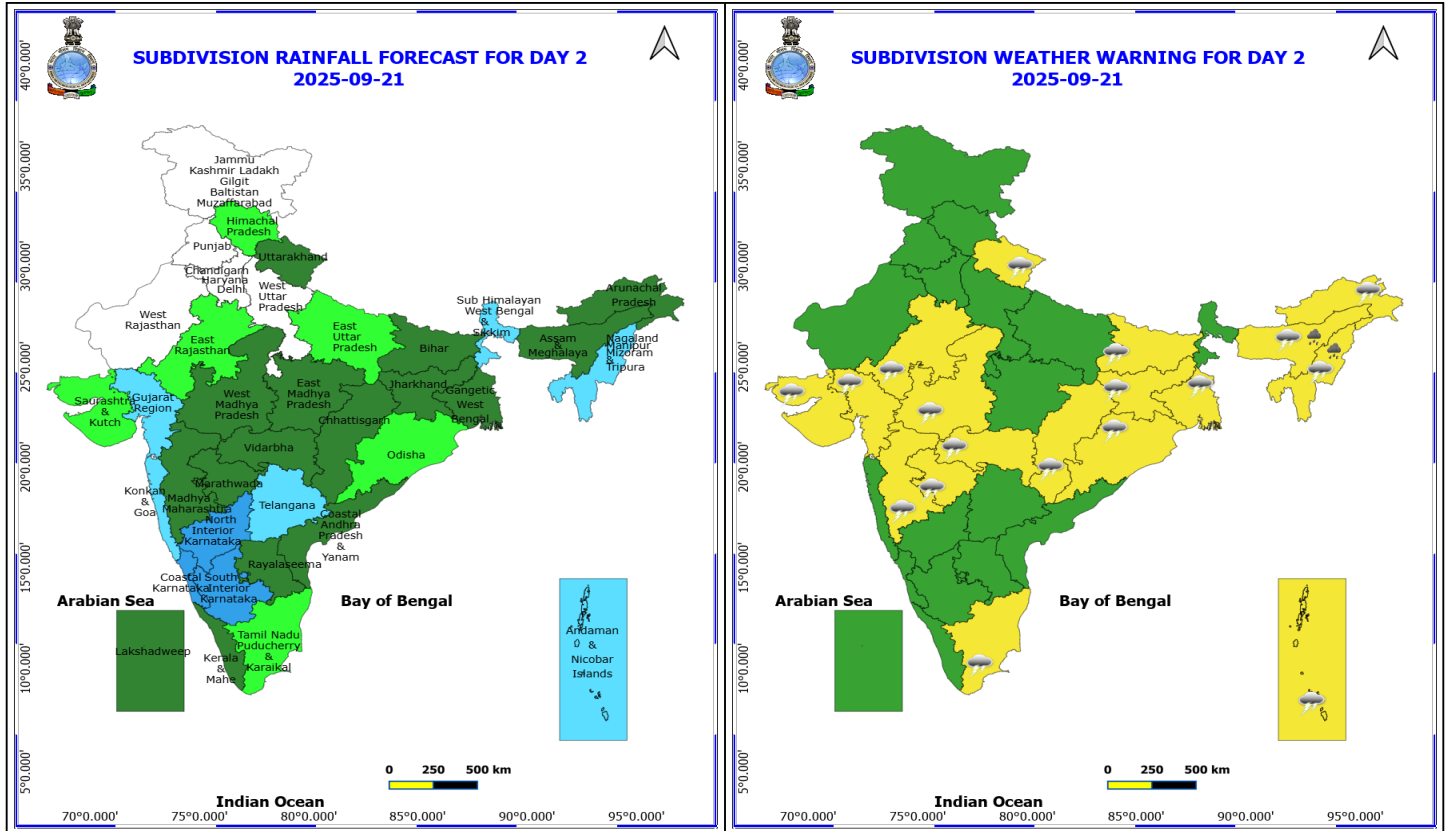 SUBDIVISION RAINFALL FORECAST FOR DAY 2
2025-09-21
40°0.000'
35°0.000'
30°0.000'
25°0.000'
20°0.000'
15°0.000'
10°0.000'
5°0.000'
Jammu
Kashmir Ladakh
Gilgit
Baltistan
Muzaffarabad
Himachal
Pradesh
Punjab
Uttarakhand
Chandigarh
Haryana
Delhi
West
Uttar
Pradesh
West
Rajasthan
East
Rajasthan
East
Uttar
Pradesh
Sub Himalayan
West Bengal
&
Sikkim
Arunachal
Pradesh
Assam
&
Meghalaya
Nagaland
Manipur
Mizoram
&
Tripura
Bihar
Jharkhand
Gangetic
West
Bengal
Saurashtra
&
Kutch
Gujarat
Region
West
Madhya
Pradesh
East
Madhya
Pradesh
Chhattisgarh
Odisha
Vidarbha
Marathwada
Madhya
Maharashtra
Konkan
&
Goa
Telangana
North
Interior
Karnataka
Coastal
Andhra
Pradesh
&
Yanam
Rayalaseema
Coastal
Karnataka
South
Interior
Karnataka
Tamil Nadu
Puducherry
&
Karaikal
Kerala
&
Mahe
Lakshadweep
Andaman
&
Nicobar
Islands
Arabian Sea
Bay of Bengal
Indian Ocean
0 250 500 km
70°0.000' 75°0.000' 80°0.000' 85°0.000' 90°0.000' 95°0.000'
SUBDIVISION WEATHER WARNING FOR DAY 2
2025-09-21
40°0.000'
35°0.000'
30°0.000'
25°0.000'
20°0.000'
15°0.000'
10°0.000'
5°0.000'
Arabian Sea
Bay of Bengal
Indian Ocean
0 250 500 km
70°0.000' 75°0.000' 80°0.000' 85°0.000' 90°0.000' 95°0.000'